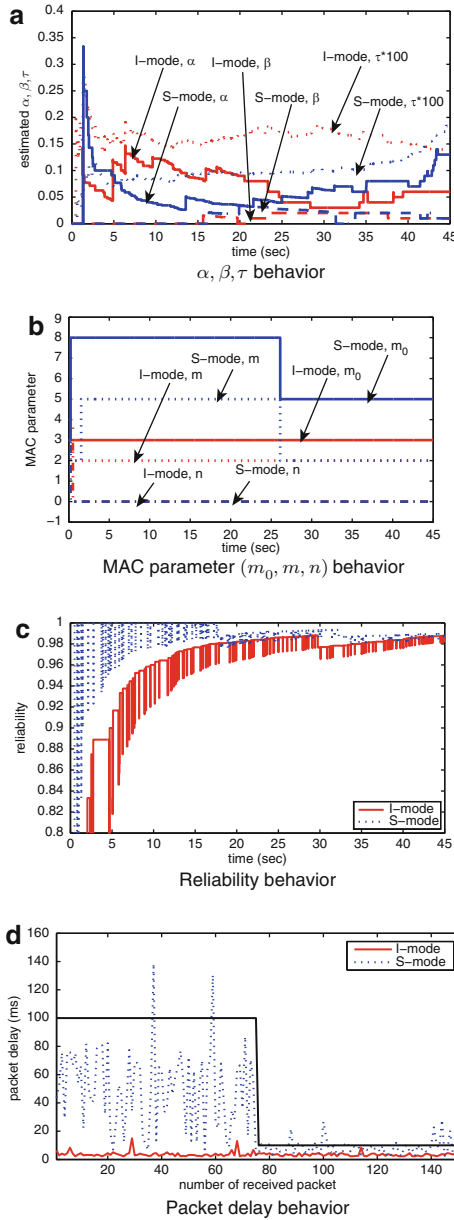 a
0.4
0.35
0.3
0.25
0.2
0.15
0.1
0.05
0
estimated α, β,τ
I−mode, α
S−mode, α
I−mode, β
S−mode, β
I−mode, τ*100
S−mode, τ*100
0 5 10 15 20 25 30 35 40 45
time (sec)
α, β, τ behavior
b
9
8
7
6
5
4
3
2
1
0
−1
MAC parameter
I−mode, m
S−mode, m
I−mode, m0
S−mode, m0
I−mode, n
S−mode, n
0 5 10 15 20 25 30 35 40 45
time (sec)
MAC parameter (m0, m, n) behavior
c
1
0.98
0.96
0.94
0.92
0.9
0.88
0.86
0.84
0.82
0.8
reliability
I−mode
S−mode
0 5 10 15 20 25 30 35 40 45
time (sec)
Reliability behavior
d
160
140
120
100
80
60
40
20
0
packet delay (ms)
I−mode
S−mode
20 40 60 80 100 120 140
number of received packet
Packet delay behavior